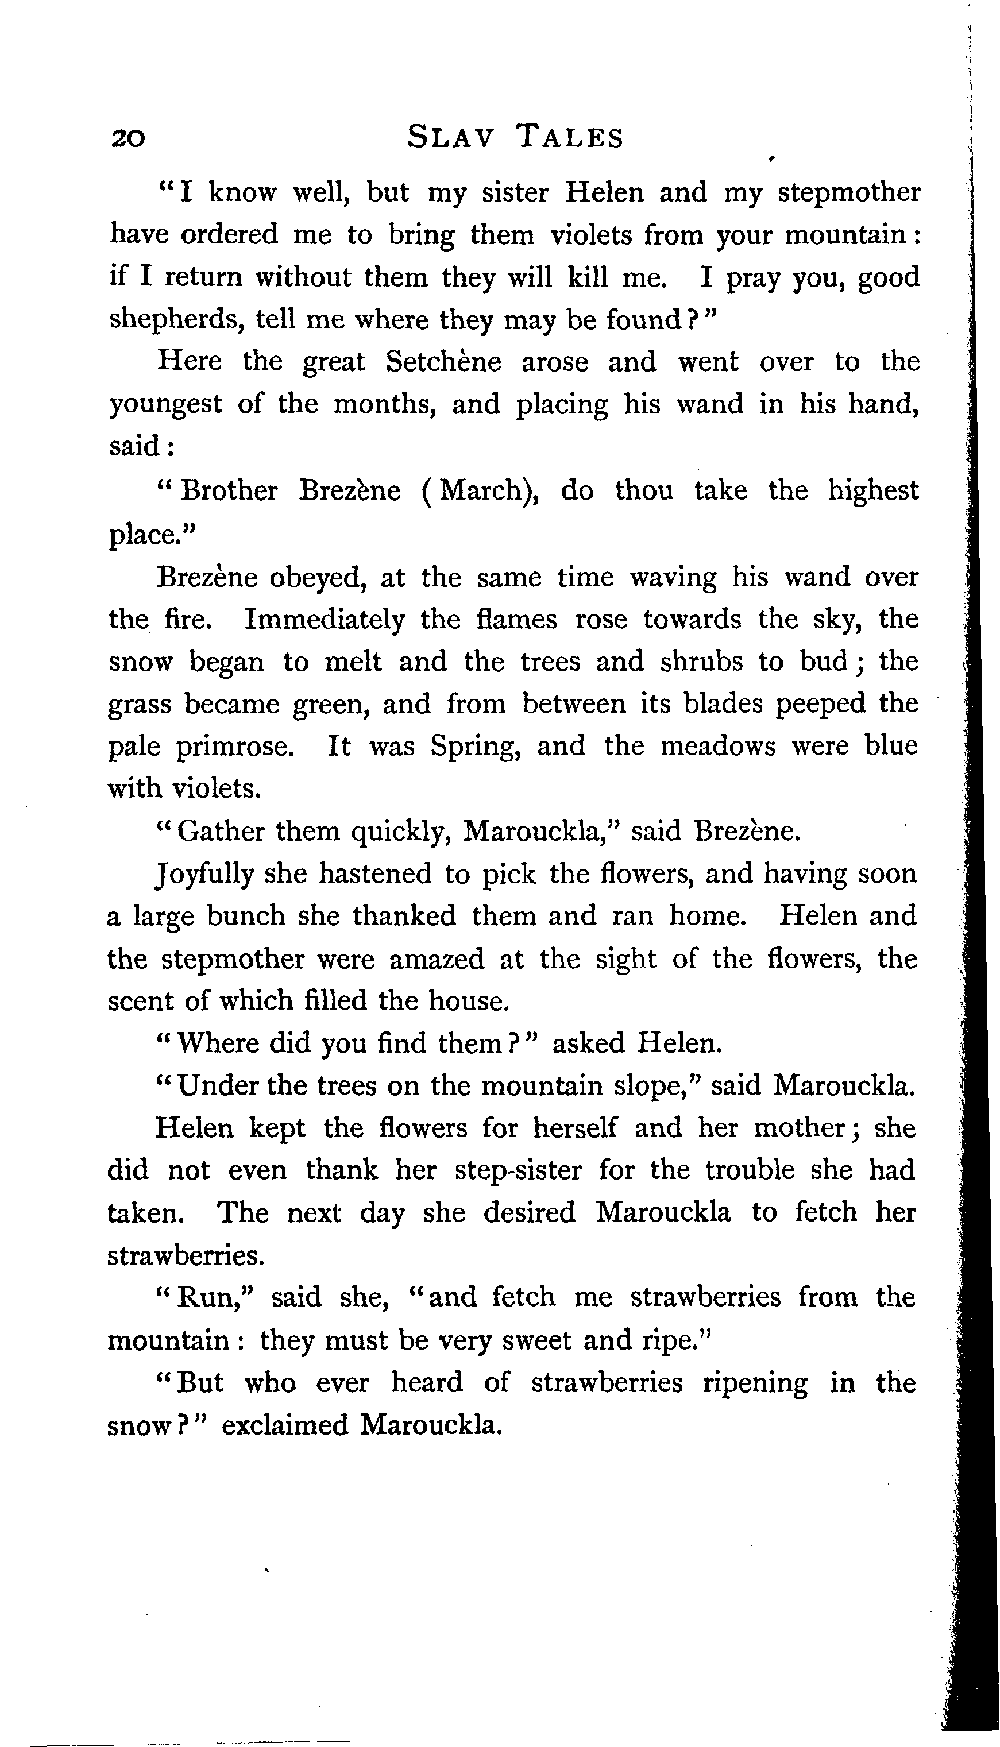 20 SLAV TALES
“I know well, but my sister Helen and my stepmother
have ordered me to bring them violets from your mountain :
if I return without them they will kill me. I pray you, good
shepherds, tell me where they may be found?”
Here the great Setchène arose and went over to the
youngest of the months, and placing his wand in his hand,
said :
“Brother Brezène (March), do thou take the highest
place.”
Brezène obeyed, at the same time waving his wand over
the fire. Immediately the flames rose towards the sky, the
snow began to melt and the trees and shrubs to bud; the
grass became green, and from between its blades peeped the
pale primrose. It was Spring, and the meadows were blue
with violets.
“Gather them quickly, Marouckla,” said Brezène.
Joyfully she hastened to pick the flowers, and having soon
a large bunch she thanked them and ran home. Helen and
the stepmother were amazed at the sight of the flowers, the
scent of which filled the house.
“Where did you find them?” asked Helen.
“Under the trees on the mountain slope,” said Marouckla.
Helen kept the flowers for herself and her mother; she
did not even thank her step-sister for the trouble she had
taken. The next day she desired Marouckla to fetch her
strawberries.
“Run,” said she, “and fetch me strawberries from the
mountain : they must be very sweet and ripe.”
“But who ever heard of strawberries ripening in the
snow?” exclaimed Marouckla.